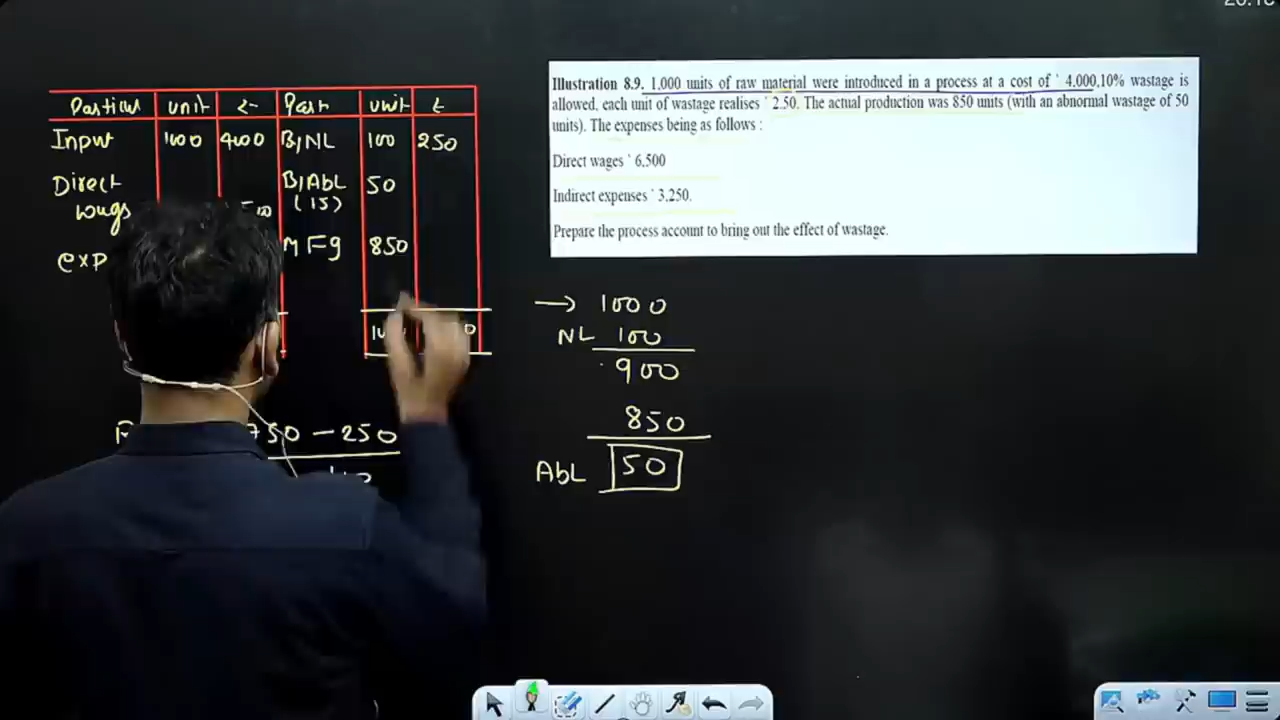 Particus unit ₹ Part unit ₹
Input 1000 4000 B/NL 100 250
Direct B/AbL 50
wags (15)
exp MFg 850
50 - 250
Illustration 8.9. 1,000 units of raw material were introduced in a process at a cost of ` 4,000,10% wastage is
allowed, each unit of wastage realises ` 2.50. The actual production was 850 units (with an abnormal wastage of 50
units). The expenses being as follows :
Direct wages ` 6,500
Indirect expenses ` 3,250.
Prepare the process account to bring out the effect of wastage.
→ 1000
NL 100
900
850
AbL 50